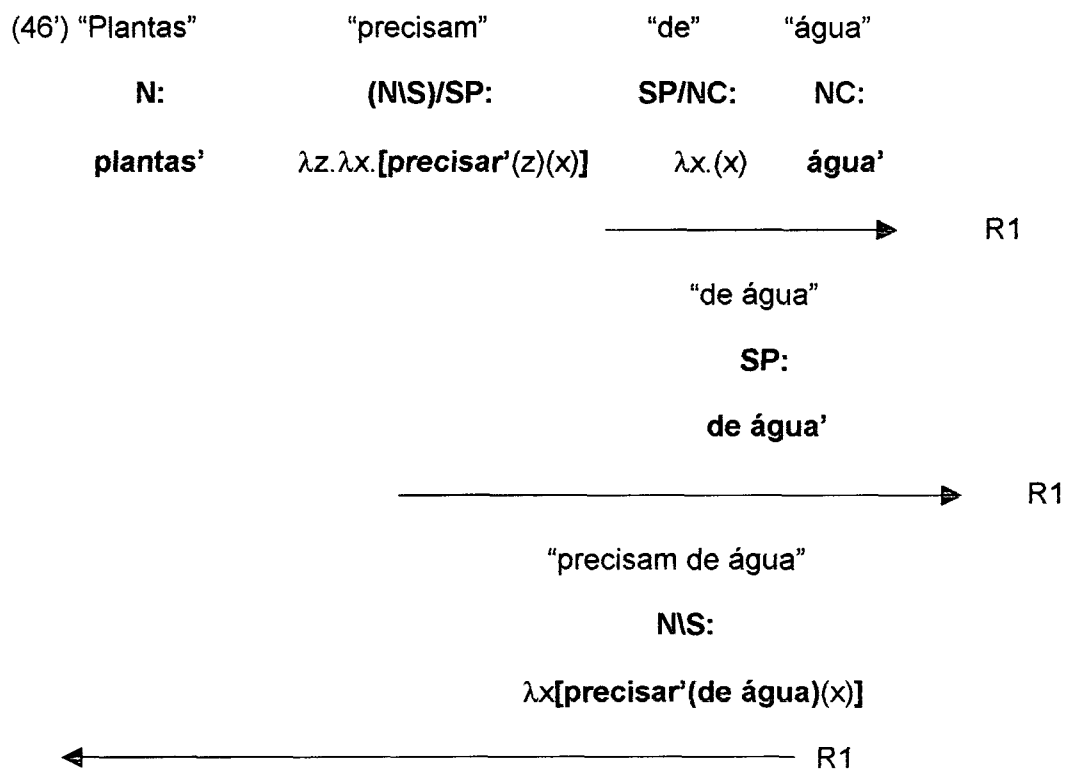 (46’) “Plantas” “precisam” “de” “água”
N: (N\S)/SP: SP/NC: NC:
plantas’ λz.λx.[precisar’(z)(x)] λx.(x) água’
R1
“de água”
SP:
de água’
R1
“precisam de água”
N\S:
λx[precisar’(de água)(x)]
R1